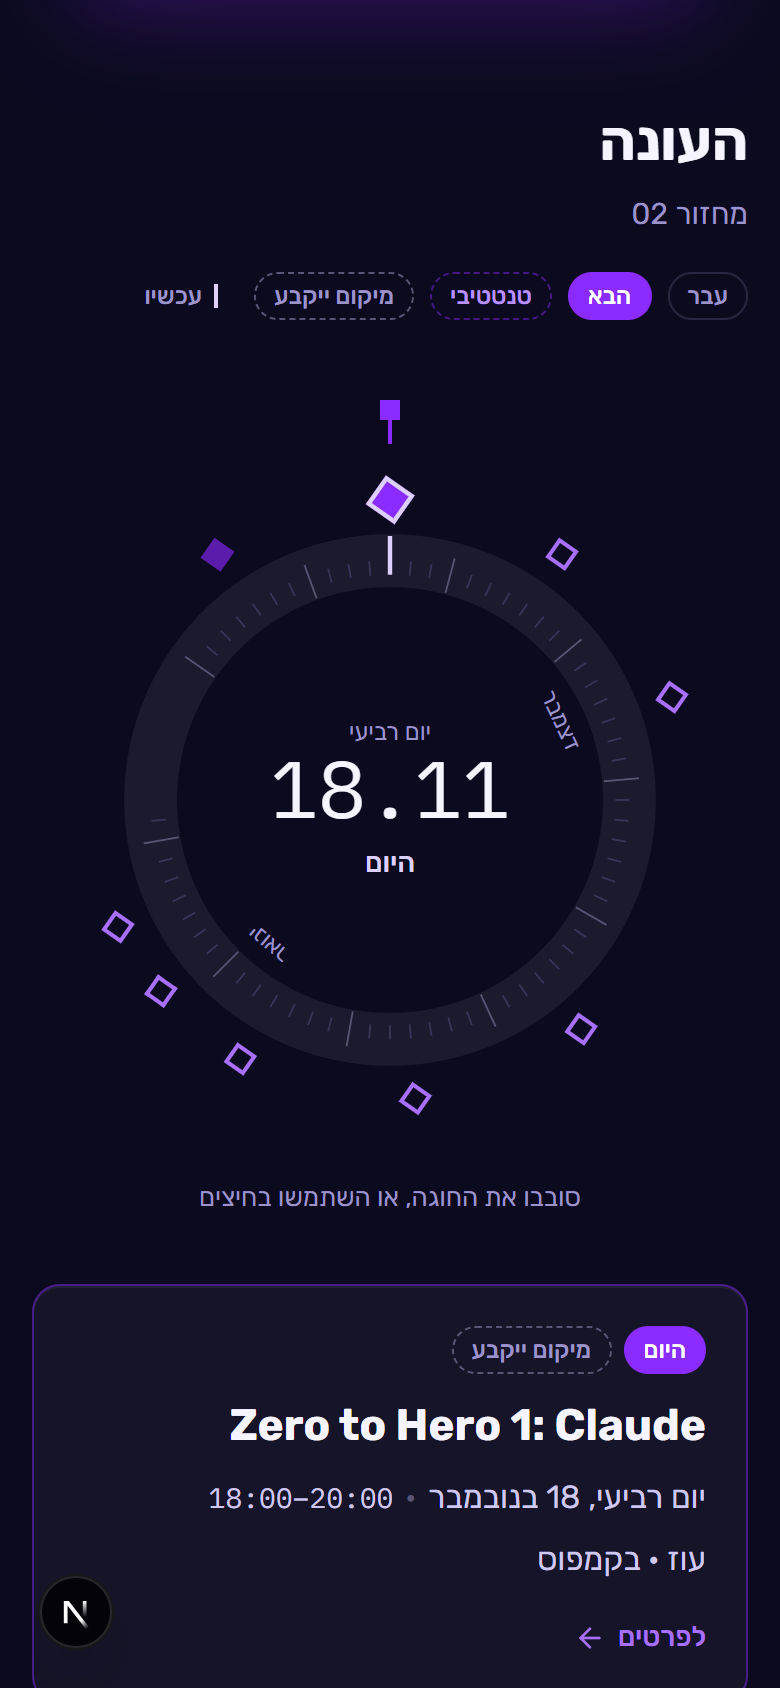 העונה
מחזור 02
עבר
הבא
טנטטיבי
מיקום ייקבע
עכשיו
דצמבר
יום רביעי
18.11
היום
ינואר
סובבו את החוגה, או השתמשו בחיצים
היום
מיקום ייקבע
Zero to Hero 1: Claude
יום רביעי, 18 בנובמבר • 18:00–20:00
עוז • בקמפוס
לפרטים ←
N